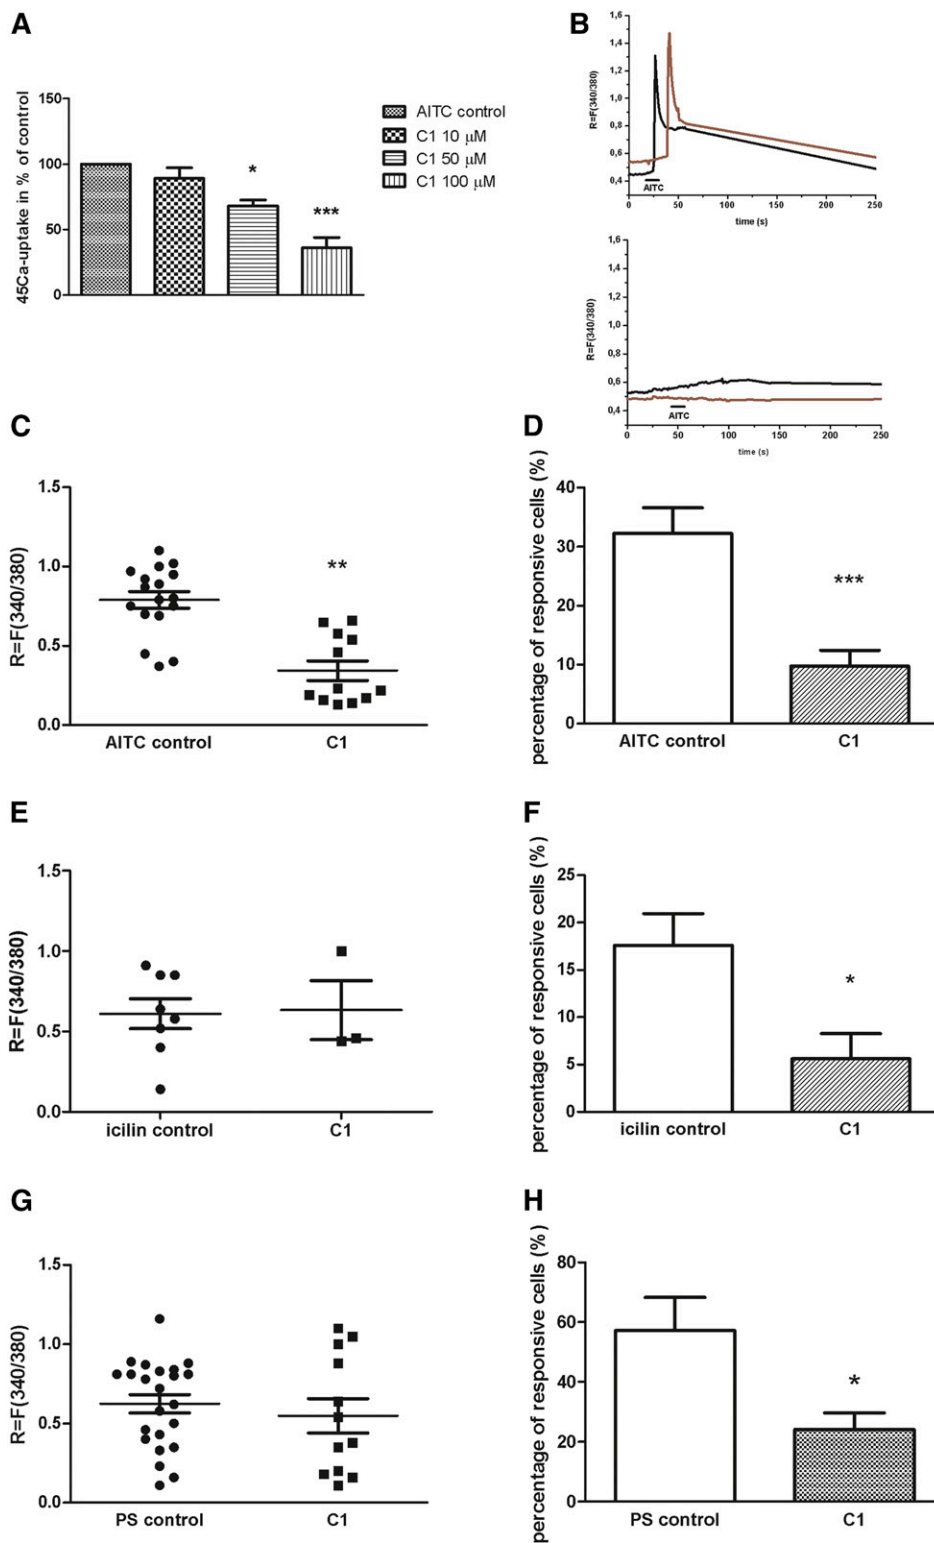 A
45Ca-uptake in % of control
150
100
50
0
*
***
AITC control
C1 10 µM
C1 50 µM
C1 100 µM
B
R=F(340/380)
1,6
1,4
1,2
1,0
0,8
0,6
0,4
AITC
0 50 100 150 200 250
time (s)
R=F(340/380)
1,6
1,4
1,2
1,0
0,8
0,6
0,4
AITC
0 50 100 150 200 250
time (s)
C
R=F(340/380)
1.5
1.0
0.5
0.0
**
AITC control C1
D
percentage of responsive cells (%)
40
30
20
10
0
***
AITC control C1
E
R=F(340/380)
1.5
1.0
0.5
0.0
icilin control C1
F
percentage of responsive cells (%)
25
20
15
10
5
0
*
icilin control C1
G
R=F(340/380)
1.5
1.0
0.5
0.0
PS control C1
H
percentage of responsive cells (%)
80
60
40
20
0
*
PS control C1